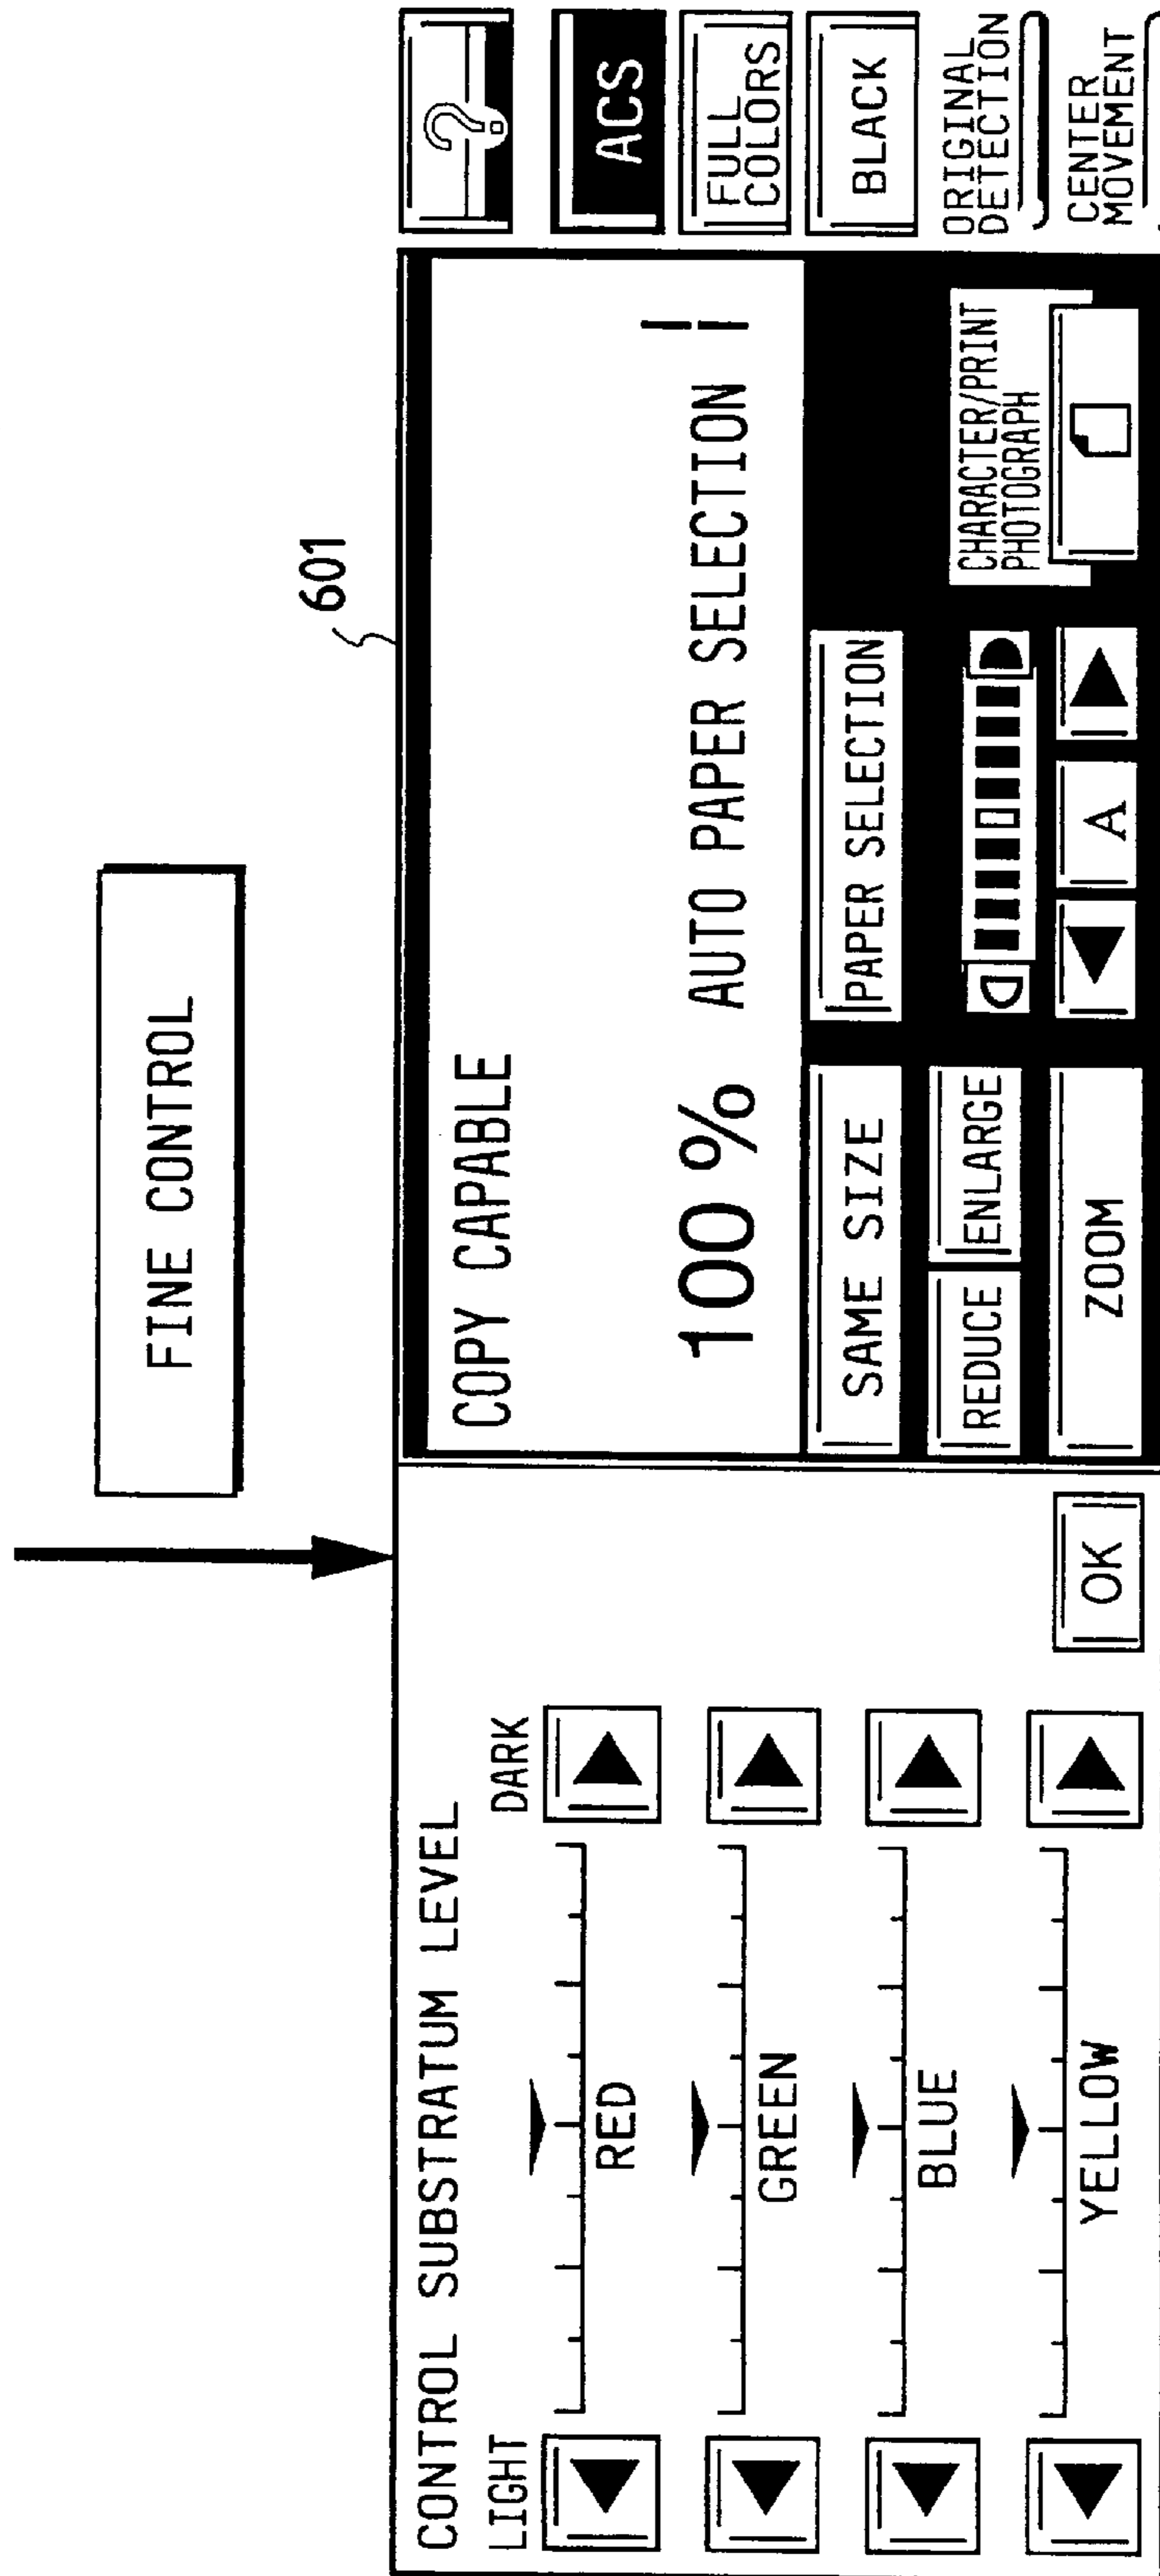 FINE CONTROL
601
CONTROL SUBSTRATUM LEVEL
LIGHT
DARK
RED
GREEN
BLUE
YELLOW
OK
COPY CAPABLE
100 % AUTO PAPER SELECTION
SAME SIZE
PAPER SELECTION
REDUCE
ENLARGE
ZOOM
A
CHARACTER/PRINT
PHOTOGRAPH
?
ACS
FULL
COLORS
BLACK
ORIGINAL
DETECTION
CENTER
MOVEMENT